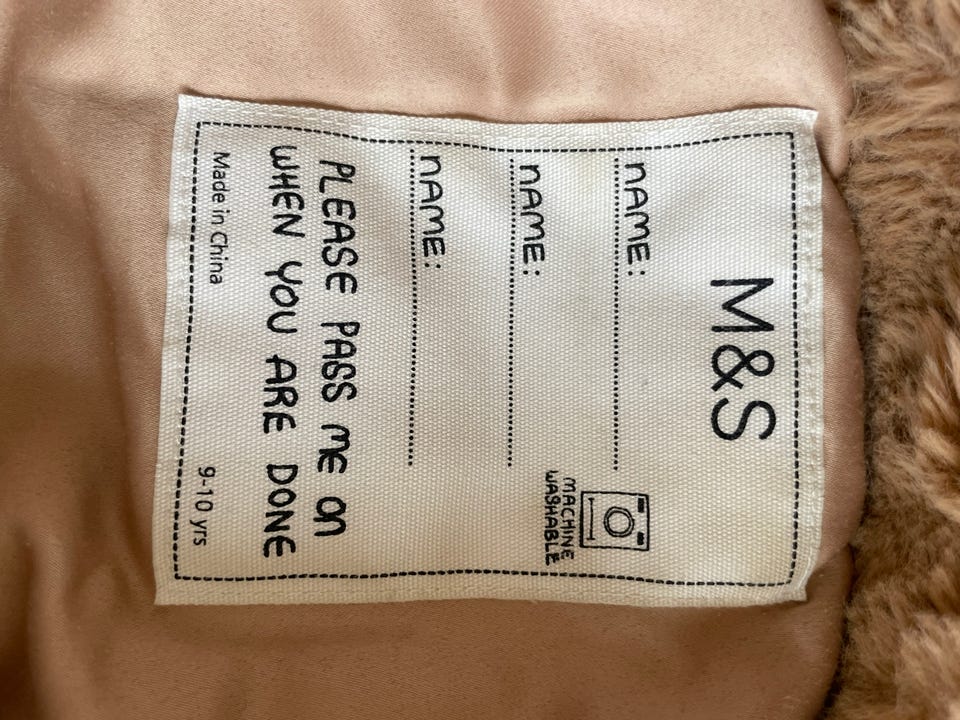 M&S
NAME:
NAME:
NAME:
MACHINE
WASHABLE
PLEASE PASS ME ON
WHEN YOU ARE DONE
Made in China
9-10 yrs